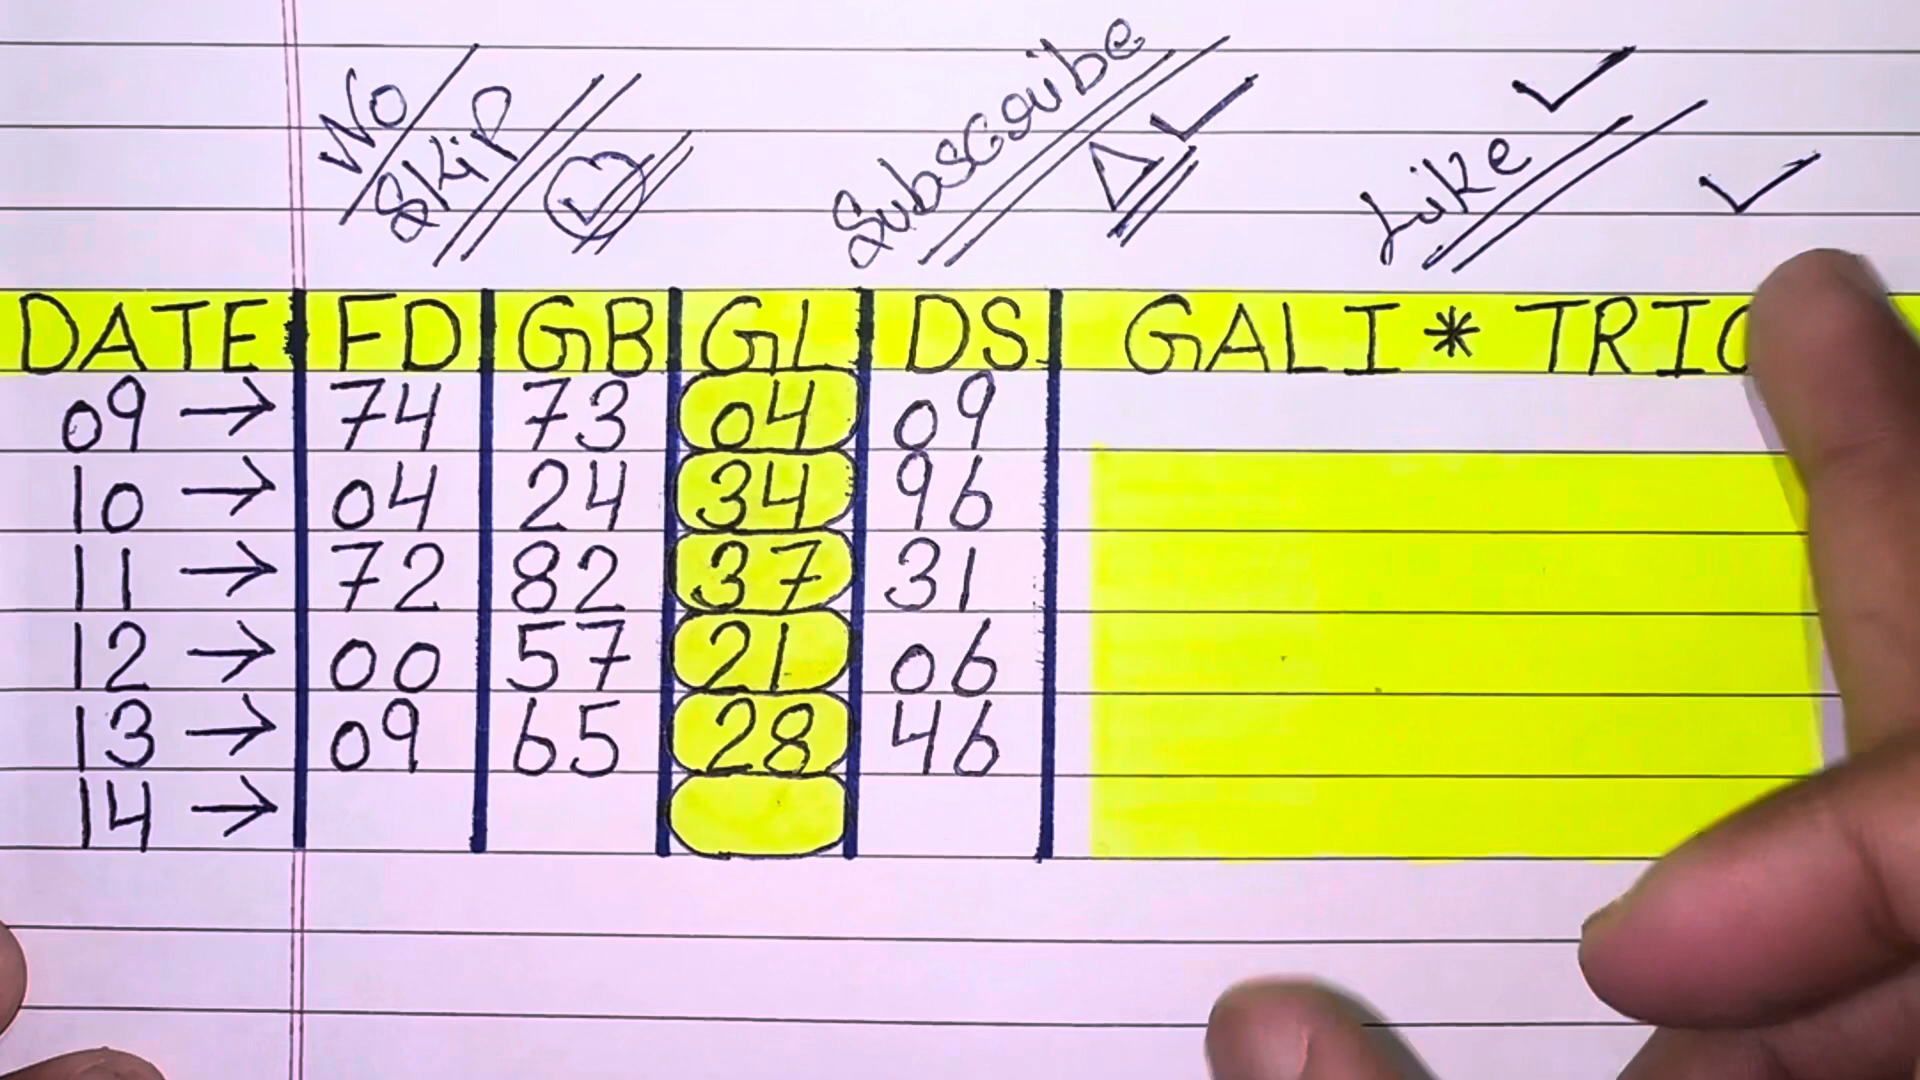 No
Skip
Subscribe
Like
DATE FD GB GL DS GALI * TRIC
09 → 74 73 04 09
10 → 04 24 34 96
11 → 72 82 37 31
12 → 00 57 21 06
13 → 09 65 28 46
14 →